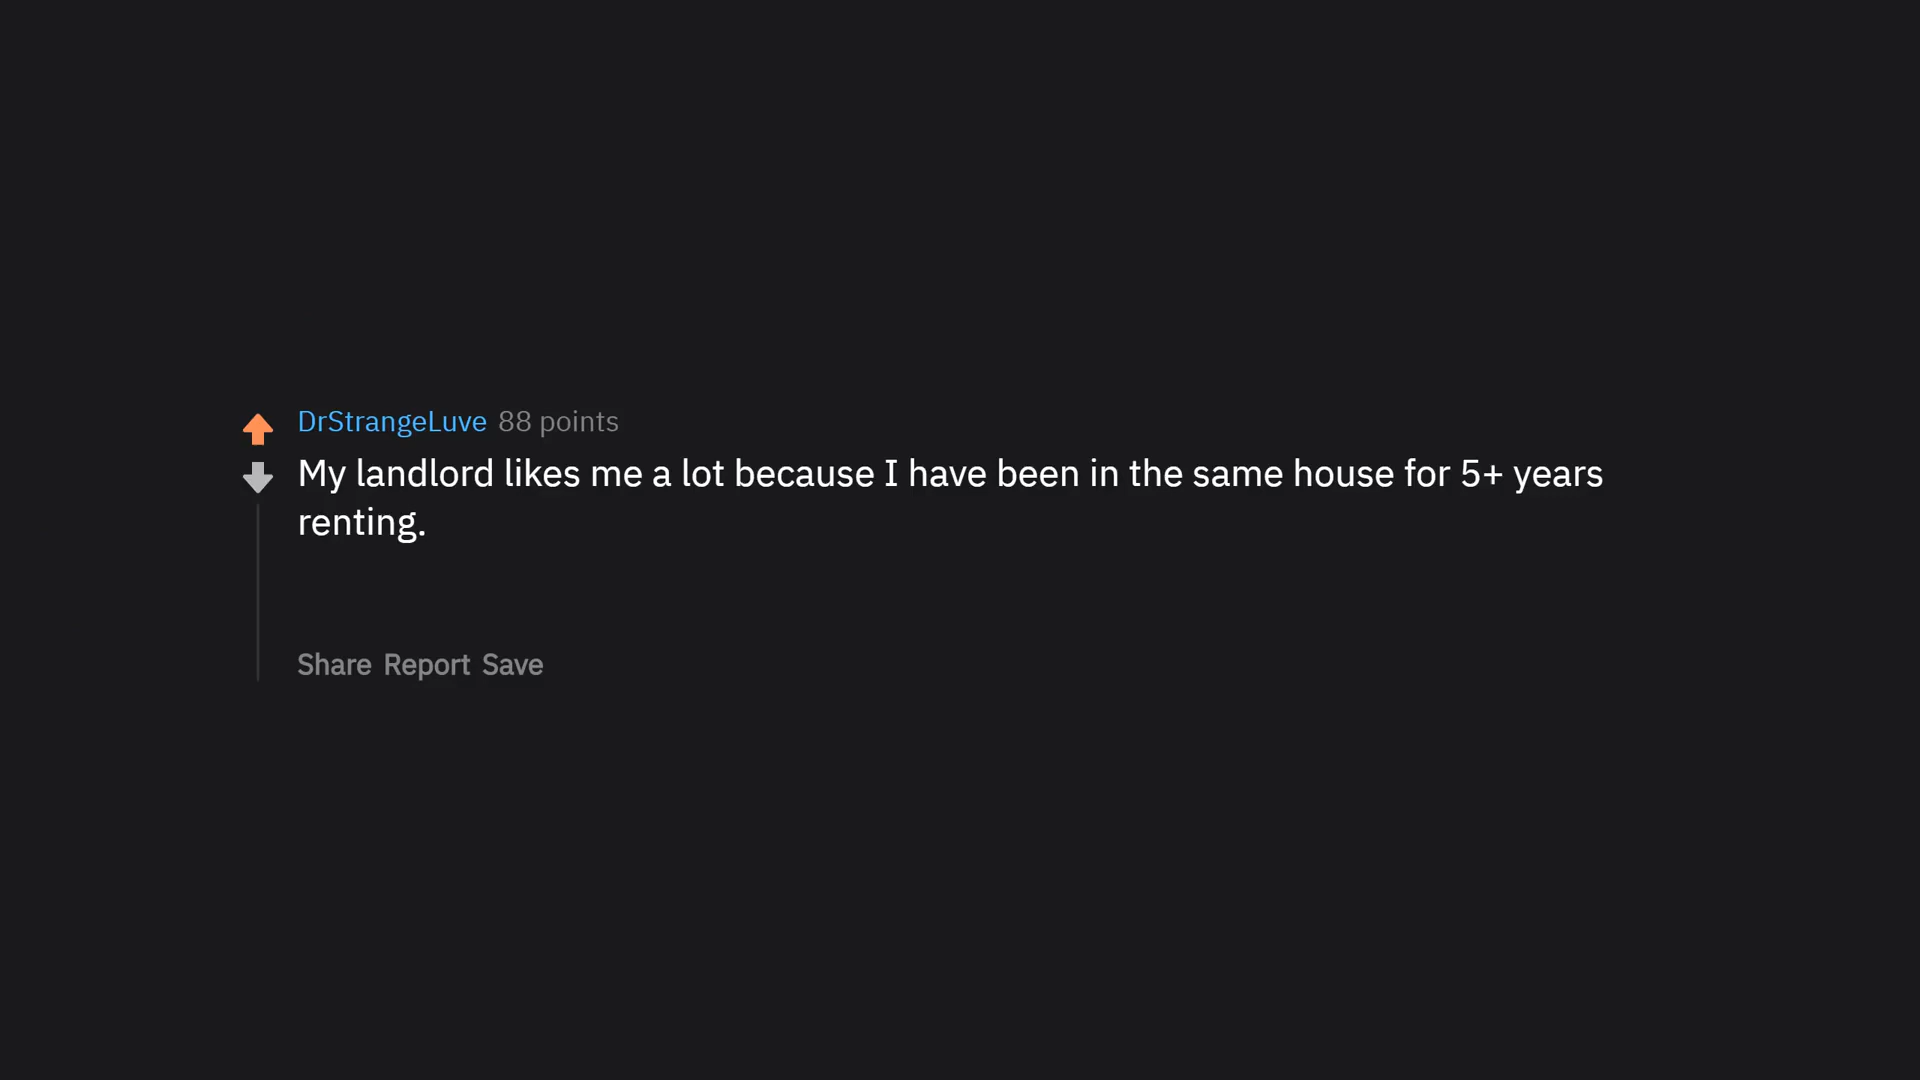 DrStrangeLuve 88 points
My landlord likes me a lot because I have been in the same house for 5+ years
renting.
Share Report Save